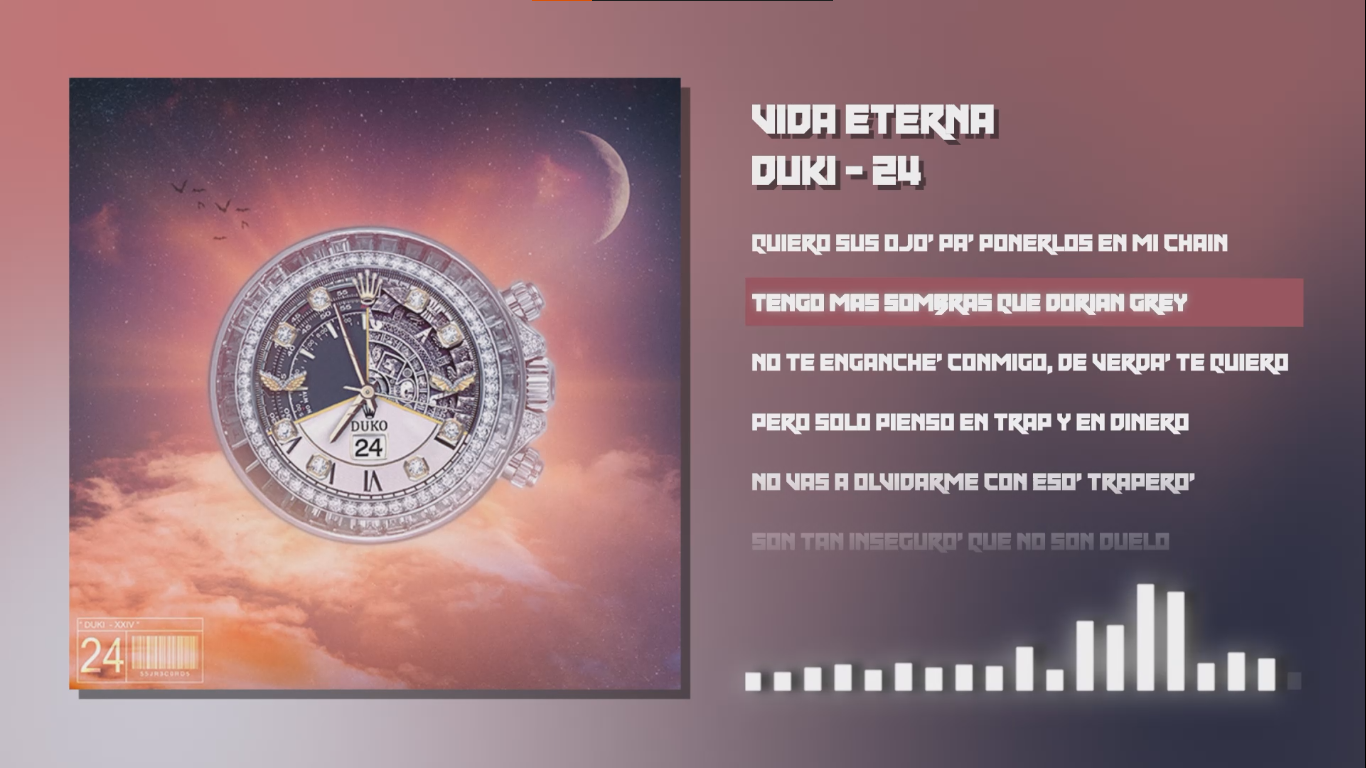 VIDA ETERNA
DUKI - 24
QUIERO SUS OJO' PA' PONERLOS EN MI CHAIN
TENGO MAS SOMBRAS QUE DORIAN GREY
NO TE ENGANCHE' CONMIGO, DE VERDA' TE QUIERO
PERO SOLO PIENSO EN TRAP Y EN DINERO
NO VAS A OLVIDARME CON ESO' TRAPERO'
SON TAN INSEGURO' QUE NO SON DUELO
DUKO
24
"DUKI - XXIV"
24
SSJRECRDS